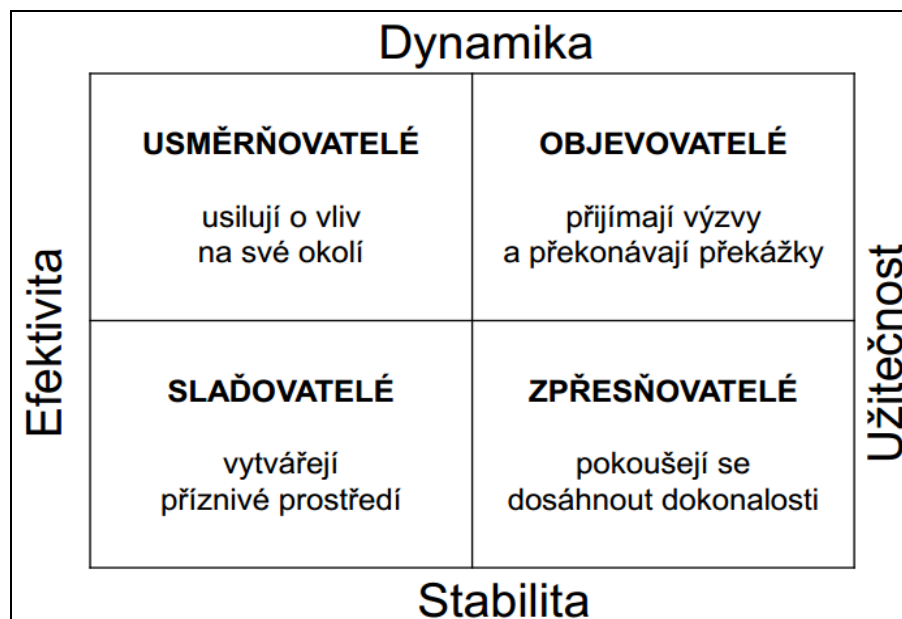 Dynamika
USMĚRŇOVATELÉ
usilují o vliv
na své okolí
OBJEVOVATELÉ
přijímají výzvy
a překonávají překážky
Efektivita
Užitečnost
SLAĎOVATELÉ
vytvářejí
příznivé prostředí
ZPŘESŇOVATELÉ
pokoušejí se
dosáhnout dokonalosti
Stabilita